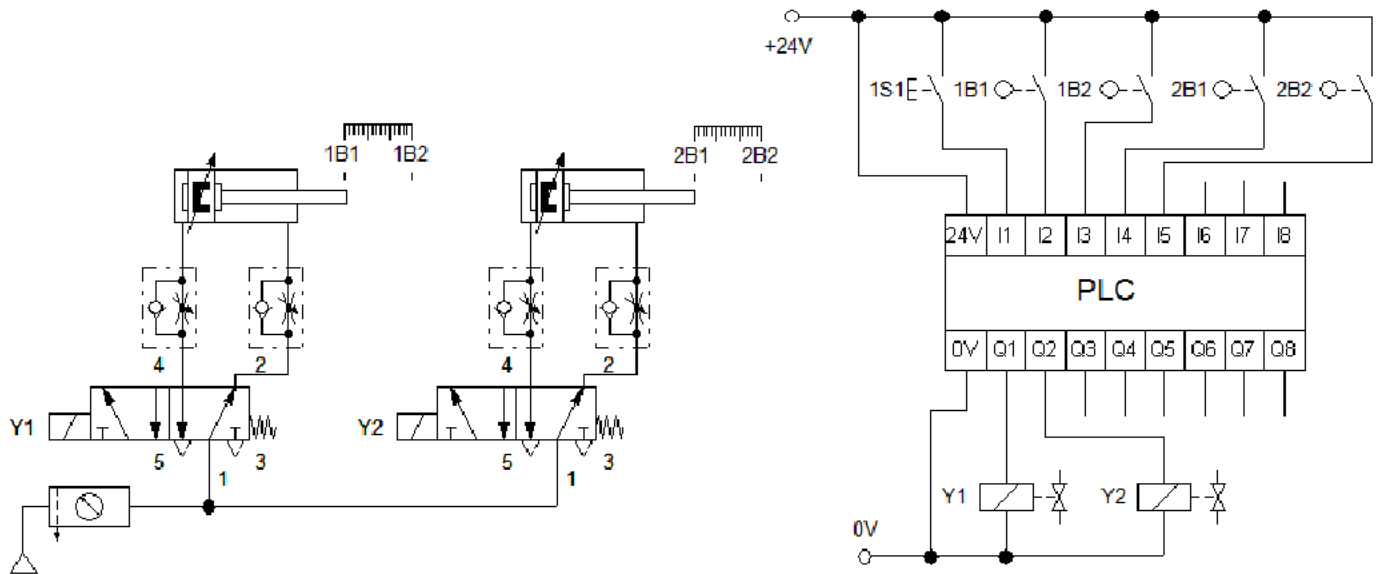 +24V
1S1 1B1 1B2 2B1 2B2
1B1 1B2 2B1 2B2
24V I1 I2 I3 I4 I5 I6 I7 I8
PLC
0V Q1 Q2 Q3 Q4 Q5 Q6 Q7 Q8
4 2 4 2
Y1 Y2
5 1 3 5 1 3
Y1 Y2
0V